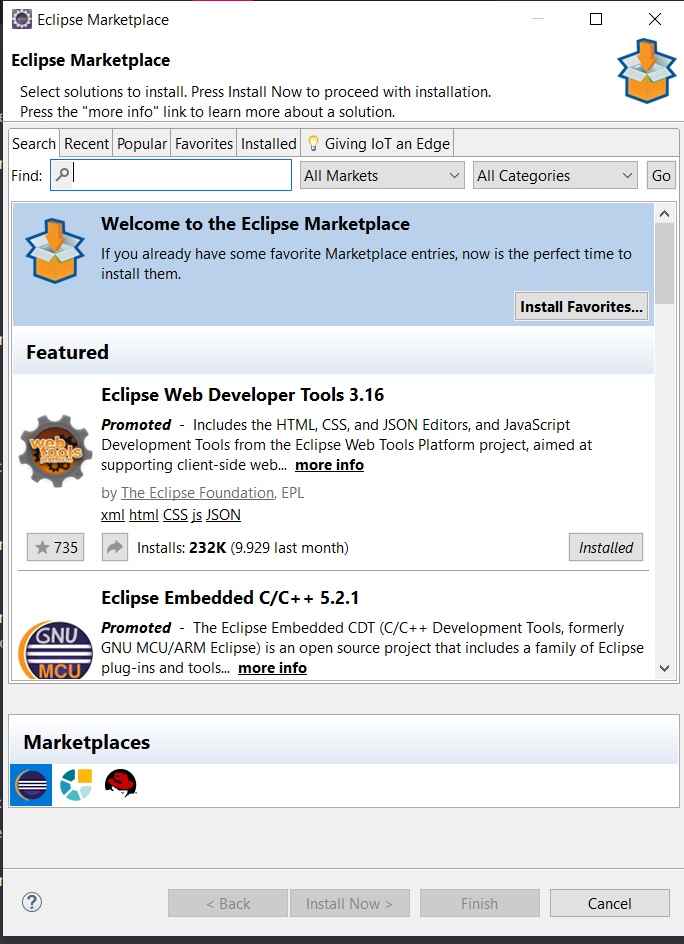 Eclipse Marketplace
Eclipse Marketplace
Select solutions to install. Press Install Now to proceed with installation.
Press the "more info" link to learn more about a solution.
Search Recent Popular Favorites Installed Giving IoT an Edge
Find: All Markets All Categories Go
Welcome to the Eclipse Marketplace
If you already have some favorite Marketplace entries, now is the perfect time to
install them.
Install Favorites...
Featured
Eclipse Web Developer Tools 3.16
web
tools
Promoted - Includes the HTML, CSS, and JSON Editors, and JavaScript
Development Tools from the Eclipse Web Tools Platform project, aimed at
supporting client-side web... more info
by The Eclipse Foundation, EPL
xml html CSS js JSON
735 Installs: 232K (9.929 last month) Installed
Eclipse Embedded C/C++ 5.2.1
GNU
MCU
Promoted - The Eclipse Embedded CDT (C/C++ Development Tools, formerly
GNU MCU/ARM Eclipse) is an open source project that includes a family of Eclipse
plug-ins and tools... more info
Marketplaces
? < Back Install Now > Finish Cancel